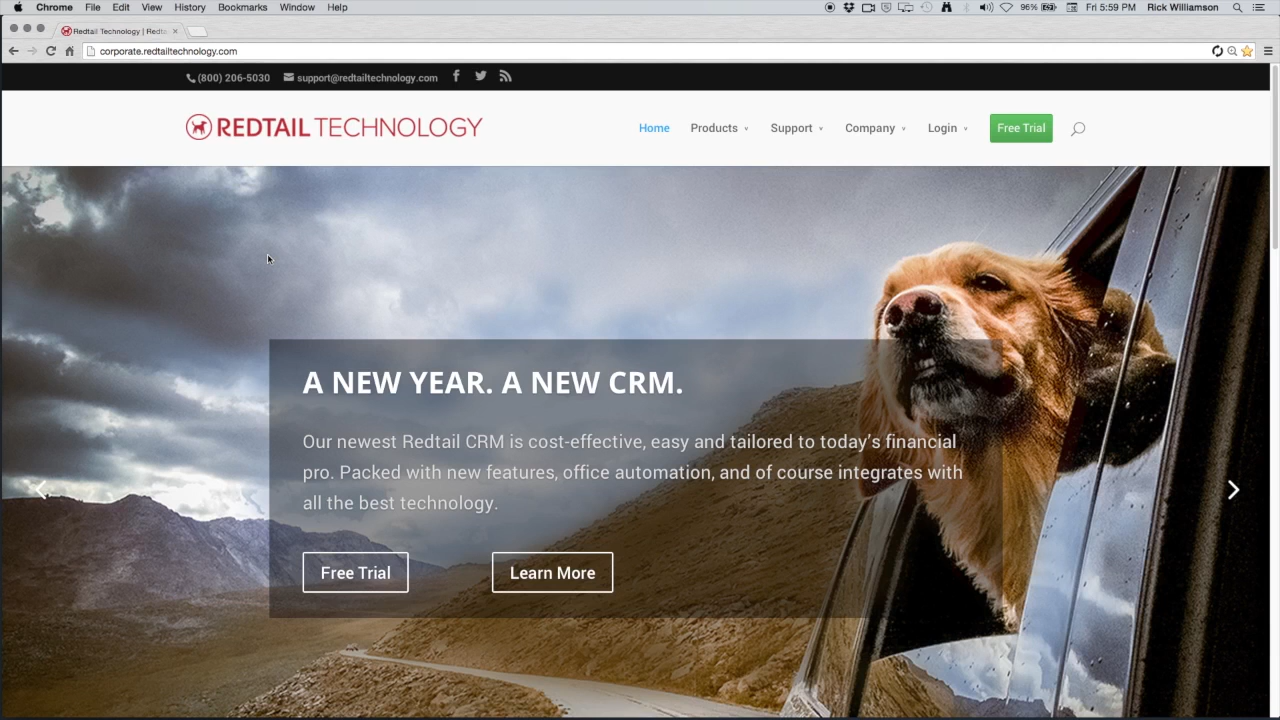 Chrome File Edit View History Bookmarks Window Help 96% Fri 5:59 PM Rick Williamson
Redtail Technology | Redta
corporate.redtailtechnology.com
(800) 206-5030 support@redtailtechnology.com
REDTAIL TECHNOLOGY
Home Products Support Company Login Free Trial
A NEW YEAR. A NEW CRM.
Our newest Redtail CRM is cost-effective, easy and tailored to today's financial
pro. Packed with new features, office automation, and of course integrates with
all the best technology.
Free Trial Learn More